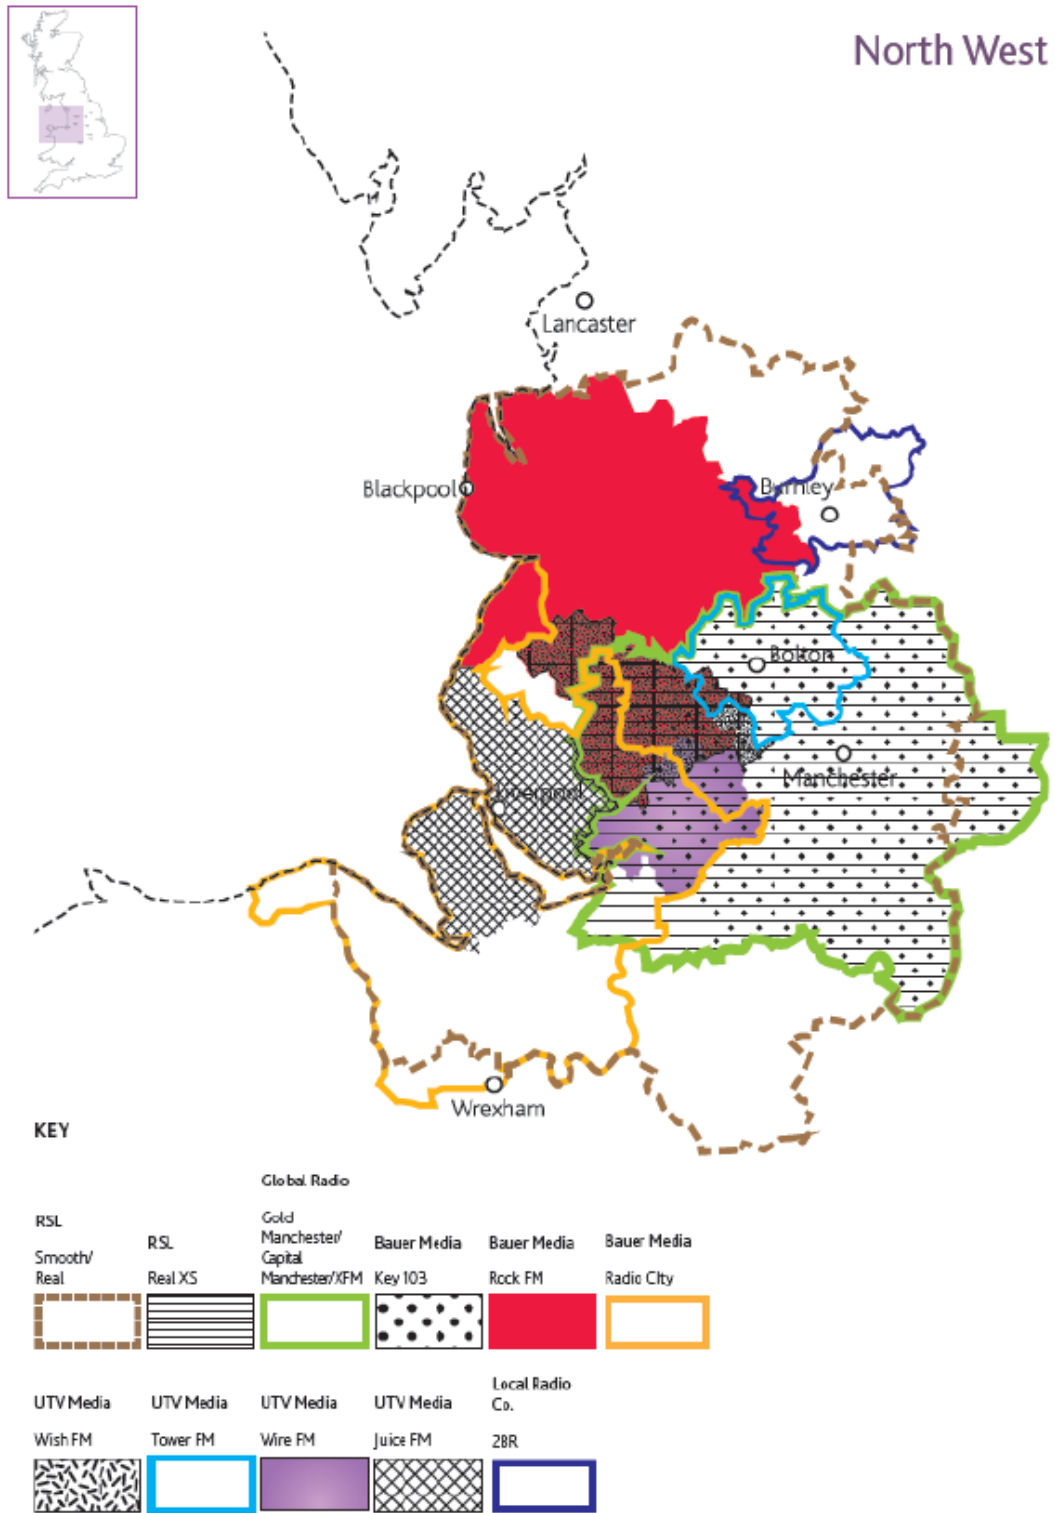 North West
Lancaster
Blackpool
Burnley
Bolton
Manchester
Liverpool
Wrexham
KEY
RSL
Smooth/
Real
RSL
Real XS
Global Radio
Gold
Manchester/
Capital
Manchester/XFM
Bauer Media
Key 103
Bauer Media
Rock FM
Bauer Media
Radio CIty
UTV Media
Wish FM
UTV Media
Tower FM
UTV Media
Wire FM
UTV Media
Juice FM
Local Radio
Co.
2BR